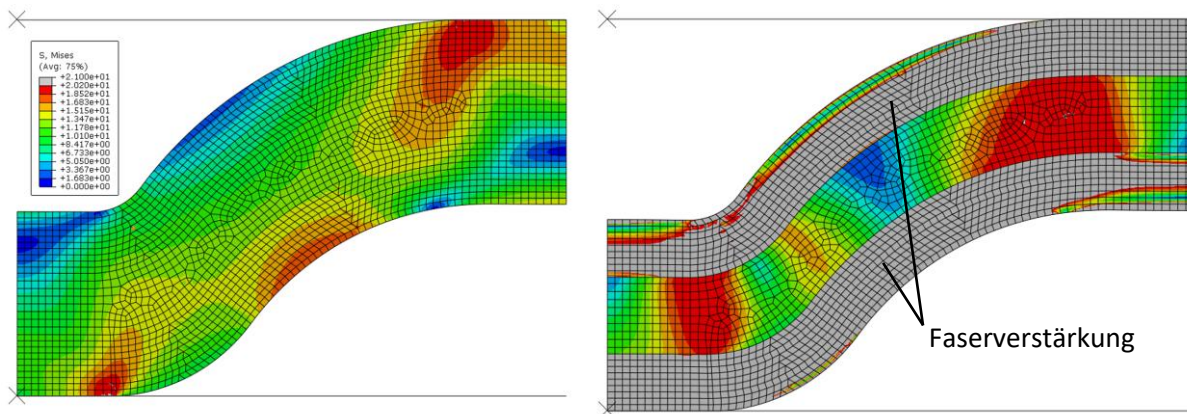 S, Mises
(Avg: 75%)
+2.100e+01
+2.020e+01
+1.852e+01
+1.683e+01
+1.515e+01
+1.347e+01
+1.178e+01
+1.010e+01
+8.417e+00
+6.733e+00
+5.050e+00
+3.367e+00
+1.683e+00
+0.000e+00
Faserverstärkung